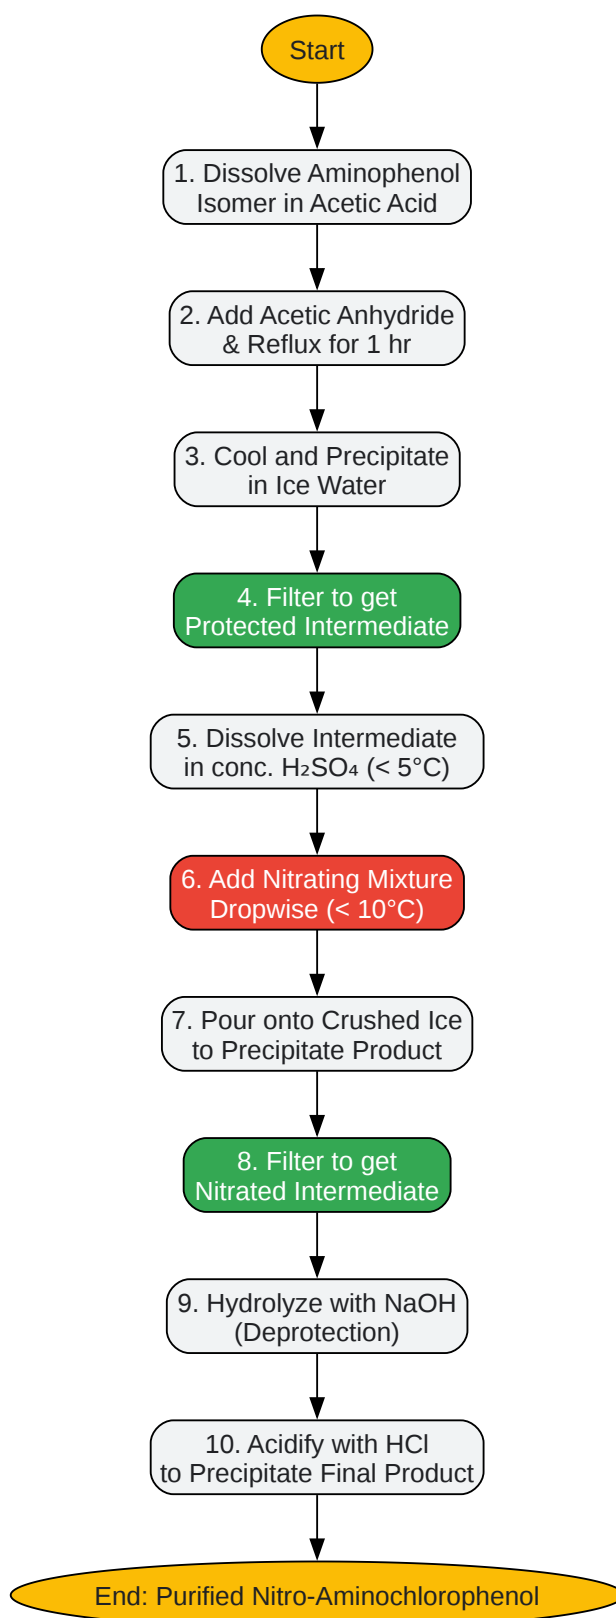 Start
1. Dissolve Aminophenol
Isomer in Acetic Acid
2. Add Acetic Anhydride
& Reflux for 1 hr
3. Cool and Precipitate
in Ice Water
4. Filter to get
Protected Intermediate
5. Dissolve Intermediate
in conc. H₂SO₄ (< 5°C)
6. Add Nitrating Mixture
Dropwise (< 10°C)
7. Pour onto Crushed Ice
to Precipitate Product
8. Filter to get
Nitrated Intermediate
9. Hydrolyze with NaOH
(Deprotection)
10. Acidify with HCl
to Precipitate Final Product
End: Purified Nitro-Aminochlorophenol